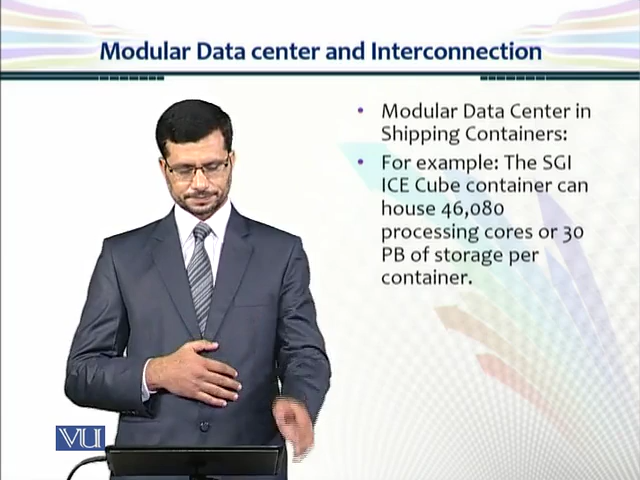 Modular Data center and Interconnection
• Modular Data Center in
Shipping Containers:
• For example: The SGI
ICE Cube container can
house 46,080
processing cores or 30
PB of storage per
container.
VU